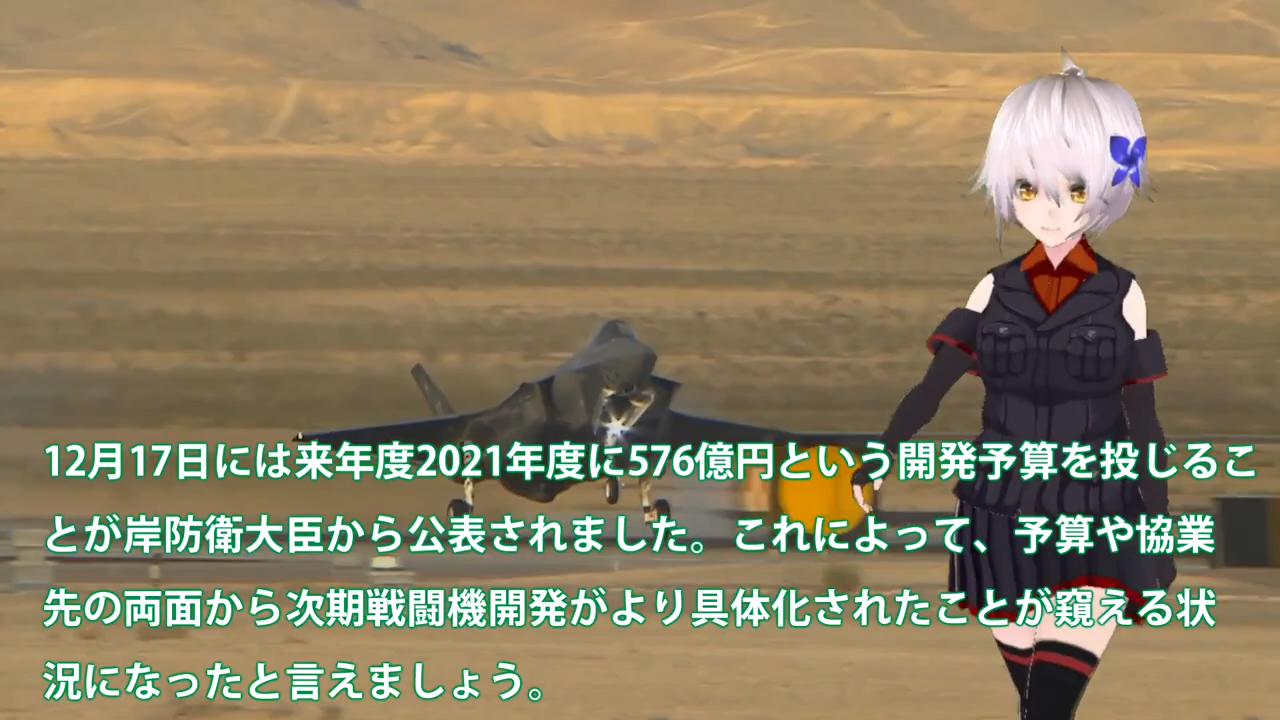 12月17日には来年度2021年度に576億円という開発予算を投じるこ
とが岸防衛大臣から公表されました。これによって、予算や協業
先の両面から次期戦闘機開発がより具体化されたことが窺える状
況になったと言えましょう。